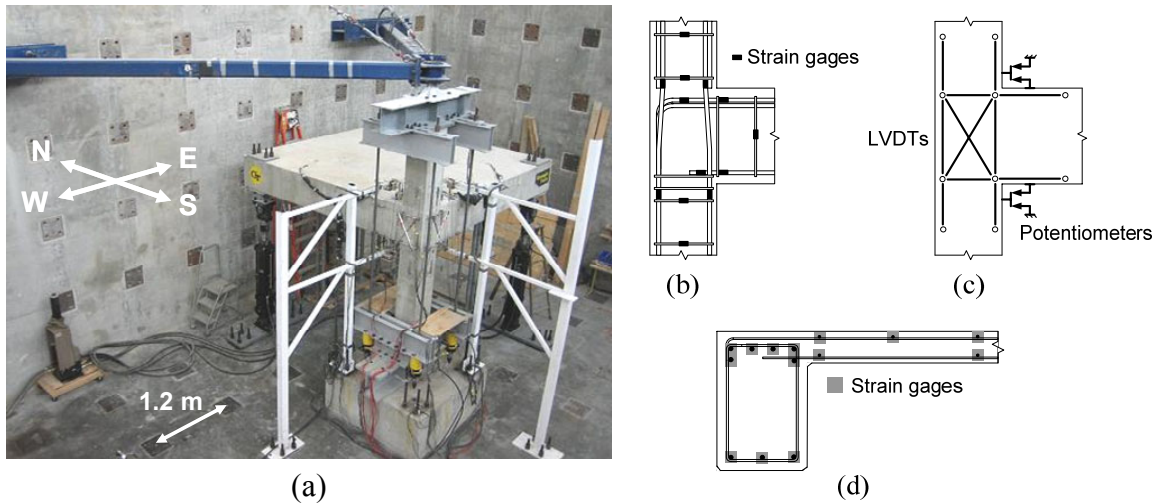 N
E
W
S
1.2 m
(a)
Strain gages
(b)
LVDTs
Potentiometers
(c)
Strain gages
(d)